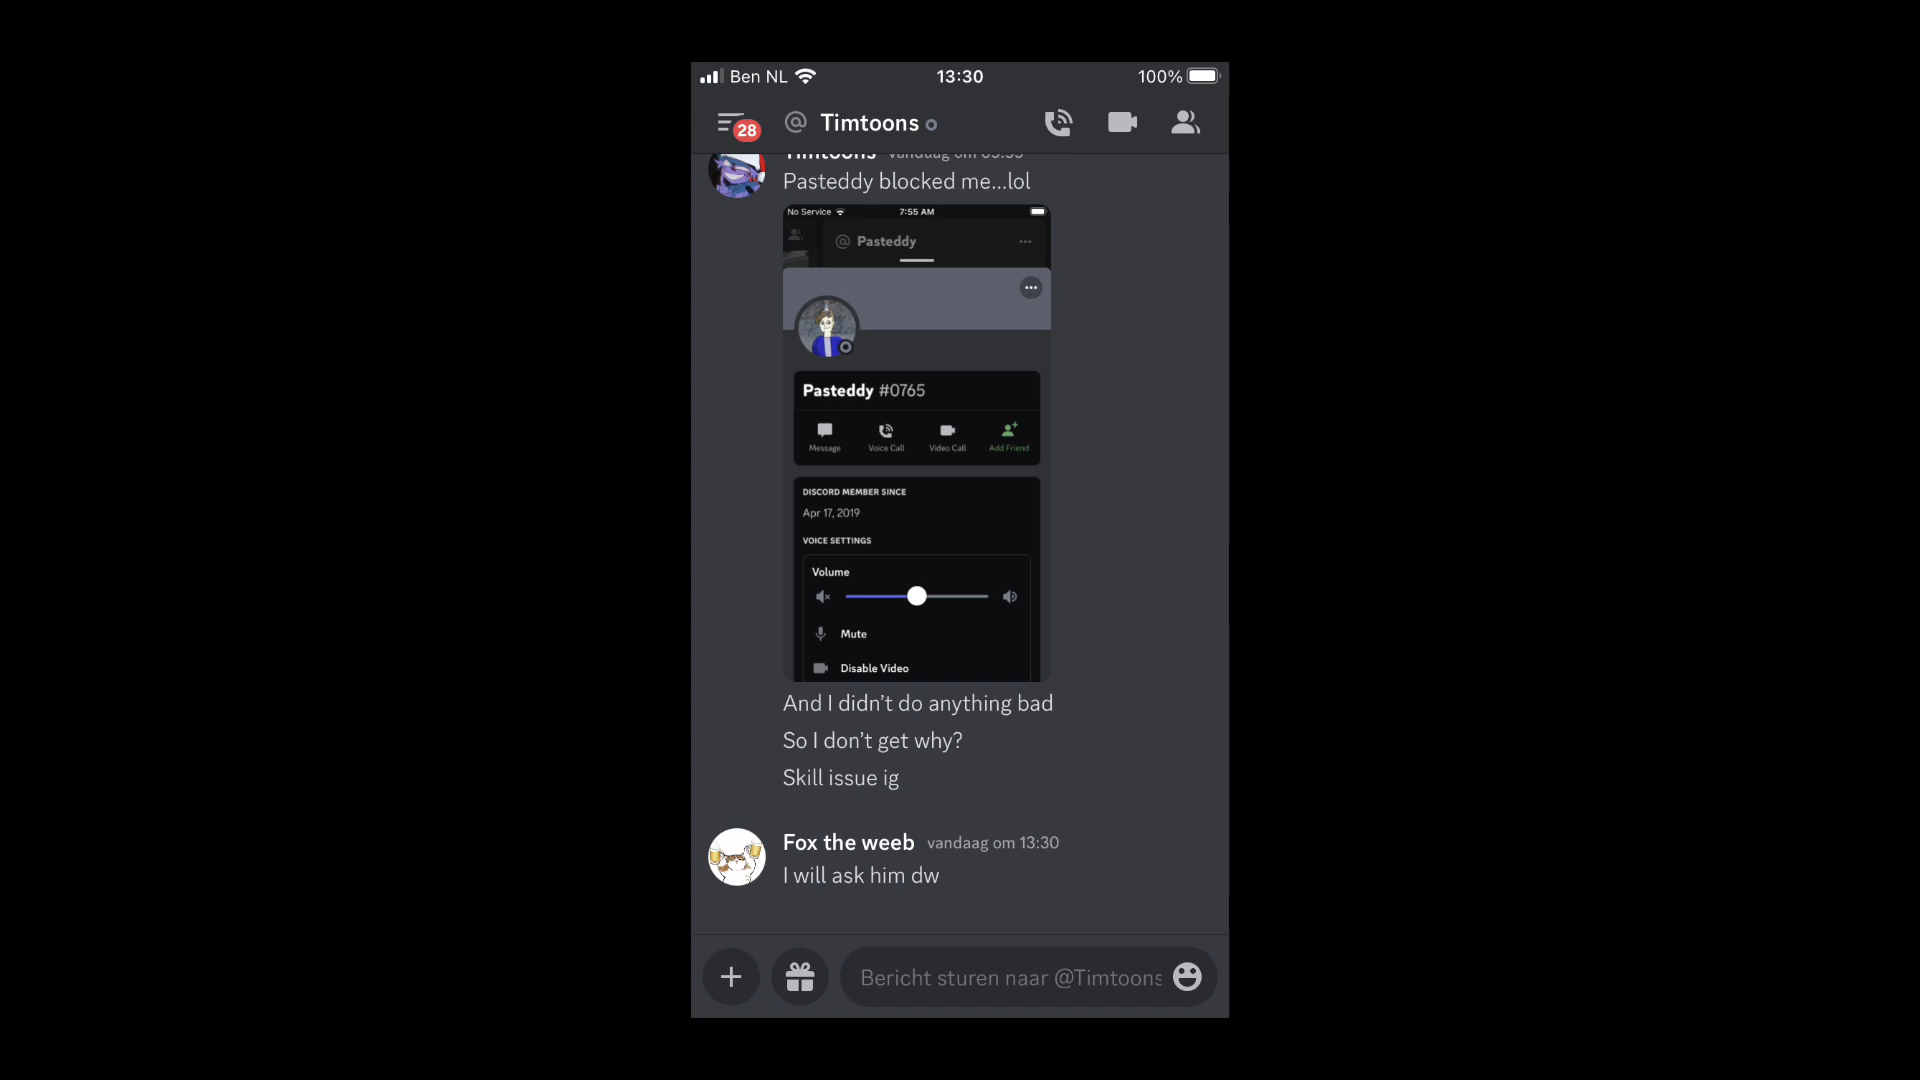 Ben NL 13:30 100%
28 @ Timtoons
Timtoons vandaag om
Pasteddy blocked me...lol
No Service 7:55 AM
@ Pasteddy
Pasteddy #0765
Message Voice Call Video Call Add Friend
DISCORD MEMBER SINCE
Apr 17, 2019
VOICE SETTINGS
Volume
Mute
Disable Video
And I didn't do anything bad
So I don't get why?
Skill issue ig
Fox the weeb vandaag om 13:30
I will ask him dw
Bericht sturen naar @Timtoons